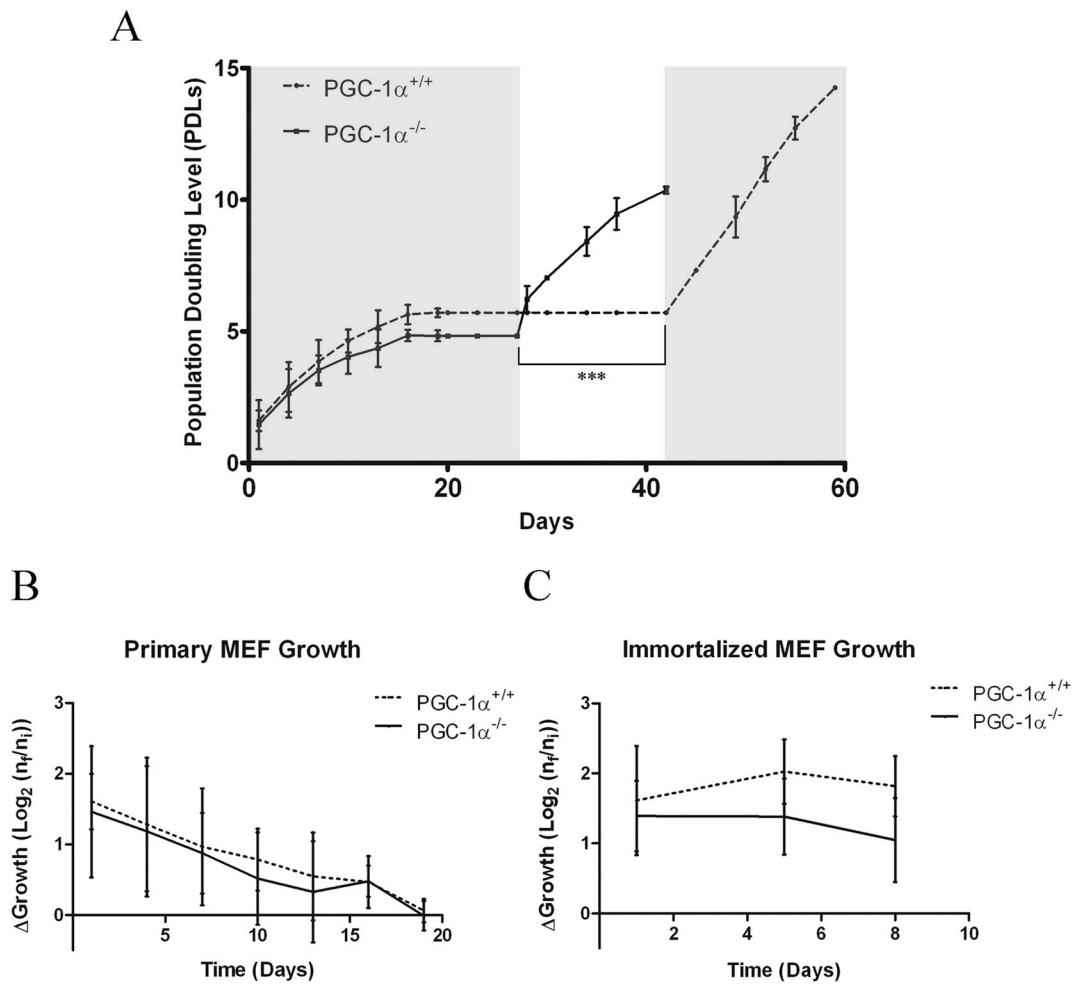 A
Population Doubling Level (PDLs)
15
10
5
0
PGC-1α+/+
PGC-1α-/-
***
0 20 40 60
Days
B
Primary MEF Growth
PGC-1α+/+
PGC-1α-/-
ΔGrowth (Log2 (nf/ni))
3
2
1
0
5 10 15 20
Time (Days)
C
Immortalized MEF Growth
PGC-1α+/+
PGC-1α-/-
ΔGrowth (Log2 (nf/ni))
3
2
1
0
2 4 6 8 10
Time (Days)